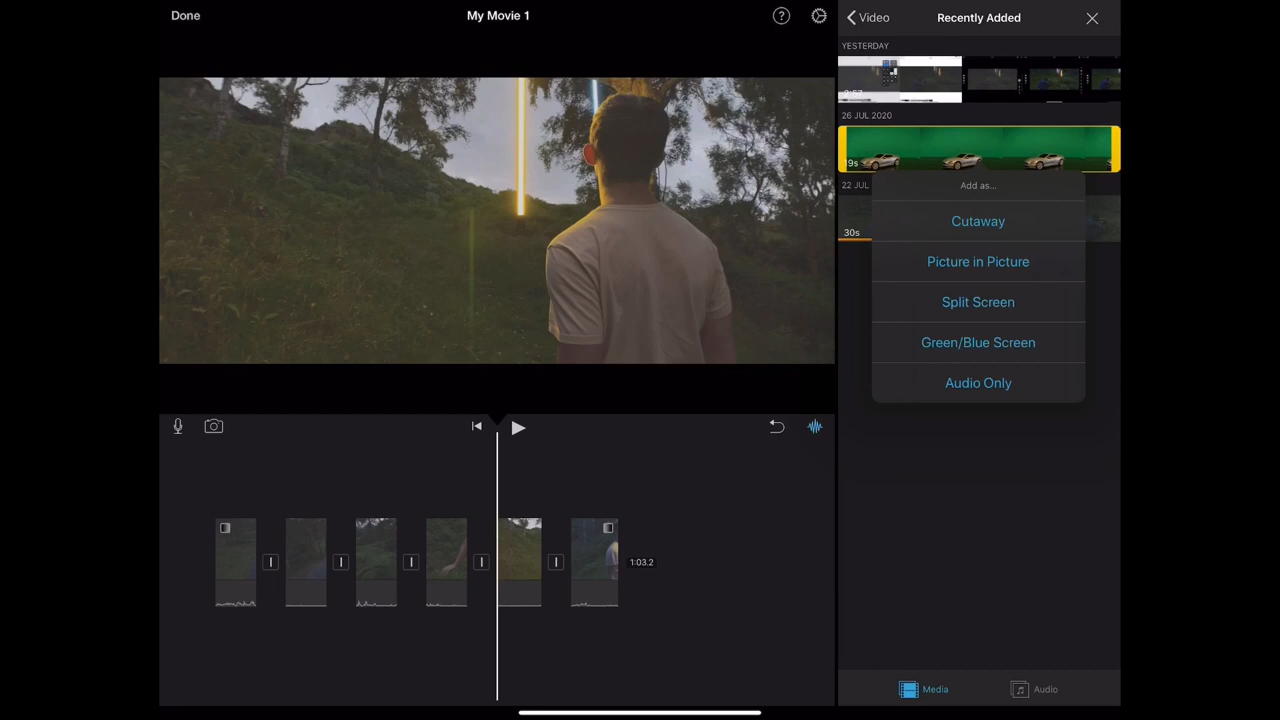 Done
My Movie 1
Video
Recently Added
YESTERDAY
26 JUL 2020
19s
22 JUL
30s
Add as...
Cutaway
Picture in Picture
Split Screen
Green/Blue Screen
Audio Only
1:03.2
Media
Audio